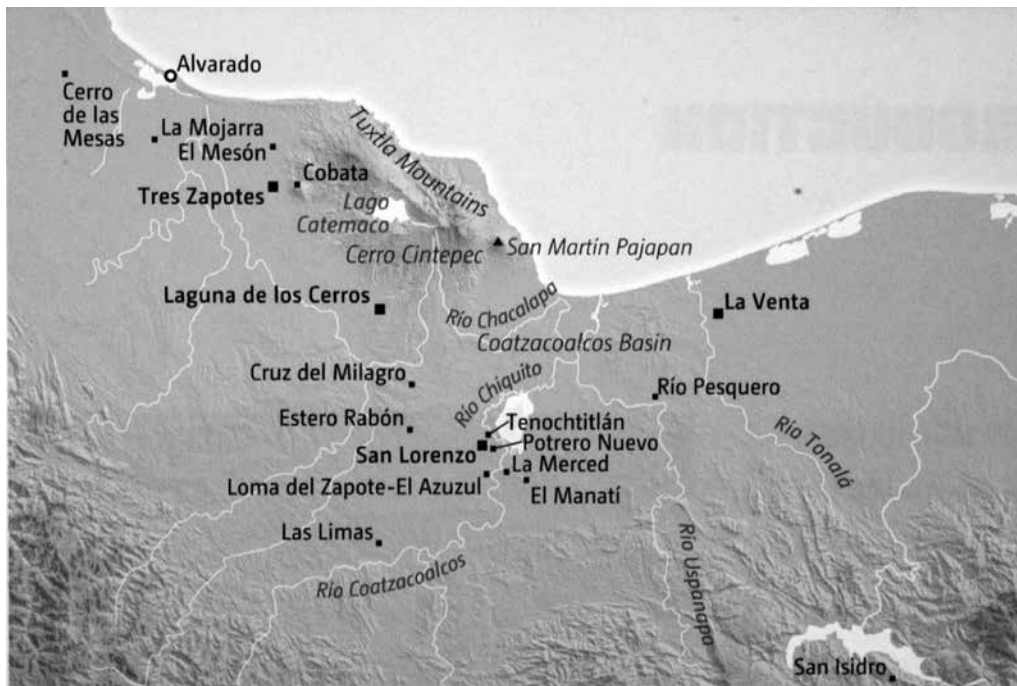 Alvarado
Cerro
de las
Mesas
La Mojarra
El Mesón
Tuxtla Mountains
Cobata
Tres Zapotes
Lago
Catemaco
Cerro Cintepec
San Martín Pajapan
Laguna de los Cerros
Río Chacalapa
La Venta
Coatzacoalcos Basin
Cruz del Milagro
Río Chiquito
Río Pesquero
Estero Rabón
Tenochtitlán
Potrero Nuevo
San Lorenzo
La Merced
Río Tonalá
Loma del Zapote-El Azuzul
El Manatí
Las Limas
Río Coatzacoalcos
Río Uspanapa
San Isidro